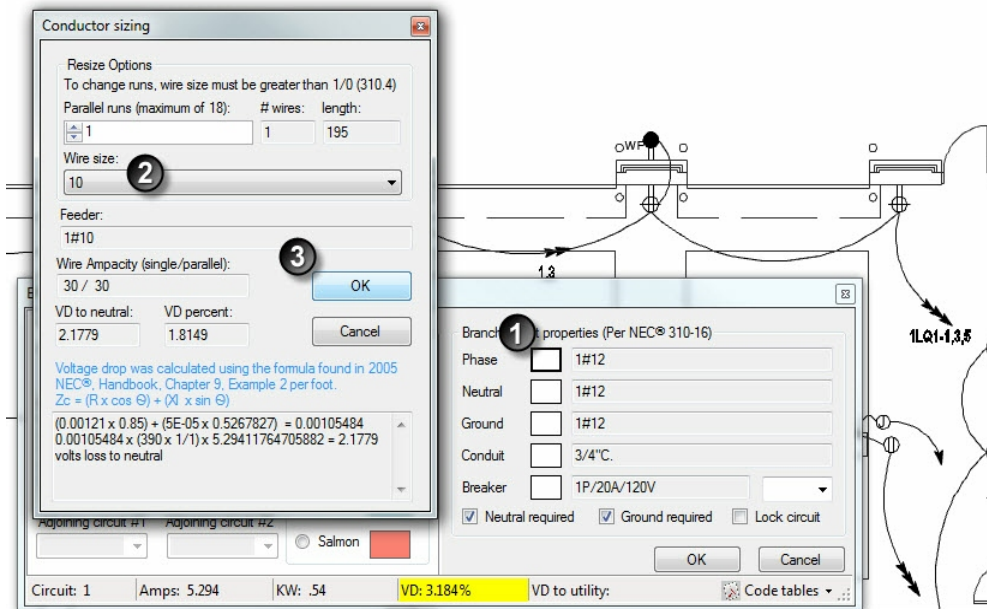 Conductor sizing
Resize Options
To change runs, wire size must be greater than 1/0 (310.4)
Parallel runs (maximum of 18): # wires: length:
1 1 195
Wire size:
2
10
Feeder:
1#10
3
Wire Ampacity (single/parallel):
30 / 30
OK
VD to neutral: VD percent:
2.1779 1.8149
Cancel
Voltage drop was calculated using the formula found in 2005
NEC®, Handbook, Chapter 9, Example 2 per foot.
Zc = (R x cos Θ) + (Xl x sin Θ)
(0.00121 x 0.85) + (5E-05 x 0.5267827) = 0.00105484
0.00105484 x (390 x 1/1) x 5.29411764705882 = 2.1779
volts loss to neutral
WP
1,3
1LQ1-1,3,5
1
Branch properties (Per NEC® 310-16)
Phase 1#12
Neutral 1#12
Ground 1#12
Conduit 3/4"C.
Breaker 1P/20A/120V
Neutral required Ground required Lock circuit
Adjoining circuit #1 Adjoining circuit #2
Salmon
OK Cancel
Circuit: 1 Amps: 5.294 KW: .54 VD: 3.184% VD to utility: Code tables
J